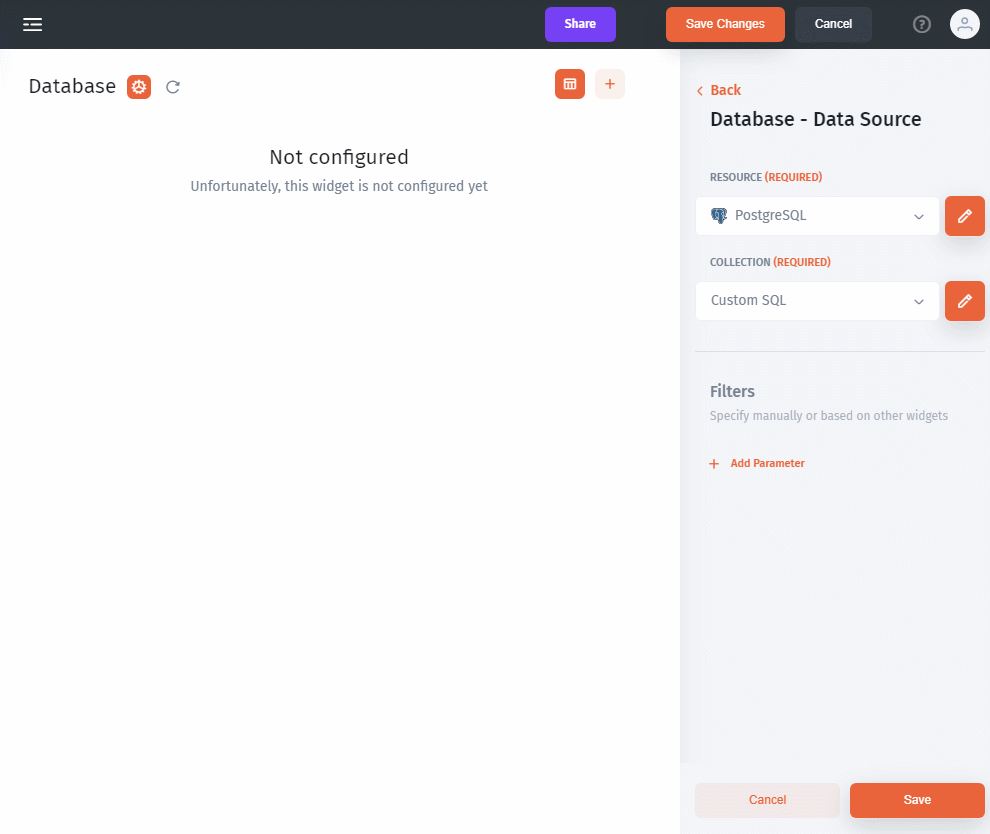 Share
Save Changes
Cancel
?
Database
+
Not configured
Unfortunately, this widget is not configured yet
Back
Database - Data Source
RESOURCE (REQUIRED)
PostgreSQL
COLLECTION (REQUIRED)
Custom SQL
Filters
Specify manually or based on other widgets
+ Add Parameter
Cancel
Save